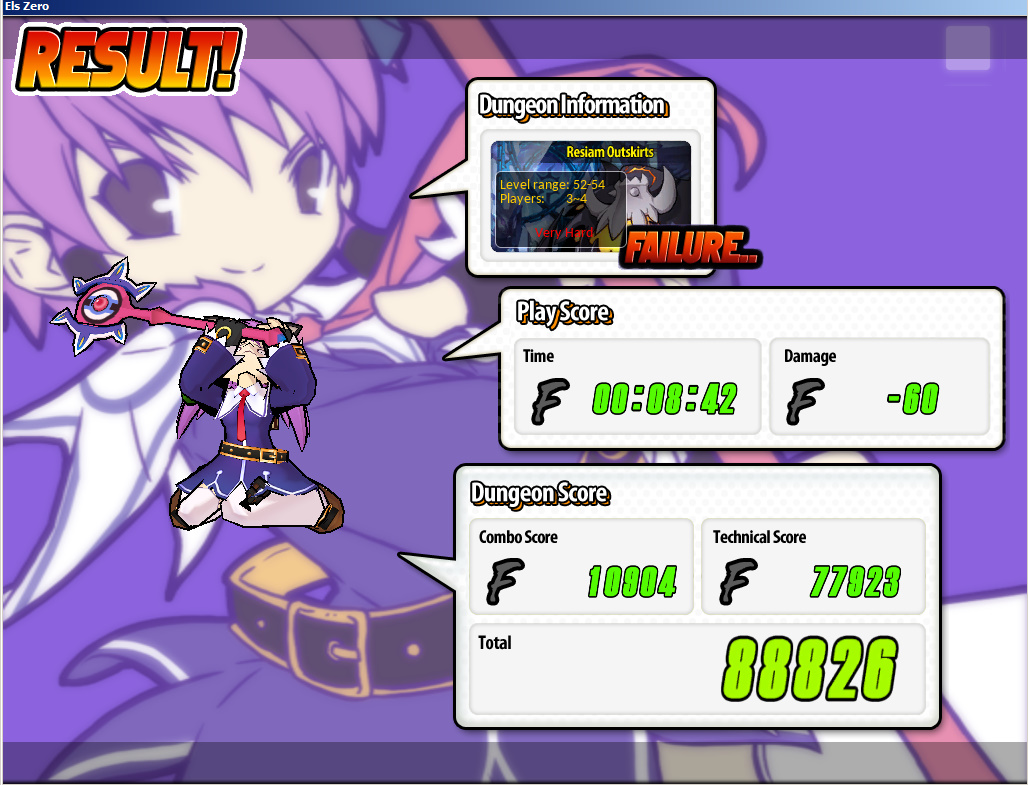 Els Zero
RESULT!
Dungeon Information
Resiam Outskirts
Level range: 52-54
Players: 3~4
Very Hard
FAILURE...
Play Score
Time
F 00:08:42
Damage
F -60
Dungeon Score
Combo Score
F 10904
Technical Score
F 77923
Total
88826